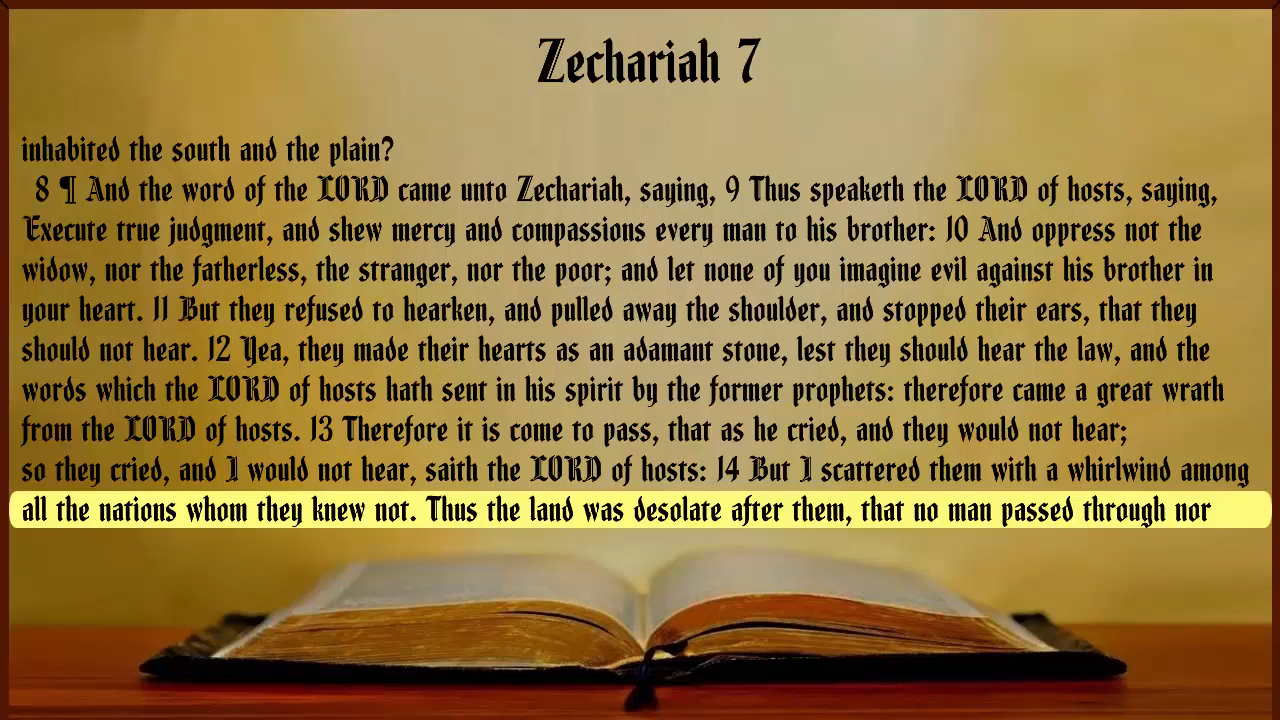 Zechariah 7
inhabited the south and the plain?
8 ¶ And the word of the LORD came unto Zechariah, saying, 9 Thus speaketh the LORD of hosts, saying,
Execute true judgment, and shew mercy and compassions every man to his brother: 10 And oppress not the
widow, nor the fatherless, the stranger, nor the poor; and let none of you imagine evil against his brother in
your heart. 11 But they refused to hearken, and pulled away the shoulder, and stopped their ears, that they
should not hear. 12 Yea, they made their hearts as an adamant stone, lest they should hear the law, and the
words which the LORD of hosts hath sent in his spirit by the former prophets: therefore came a great wrath
from the LORD of hosts. 13 Therefore it is come to pass, that as he cried, and they would not hear;
so they cried, and I would not hear, saith the LORD of hosts: 14 But I scattered them with a whirlwind among
all the nations whom they knew not. Thus the land was desolate after them, that no man passed through nor